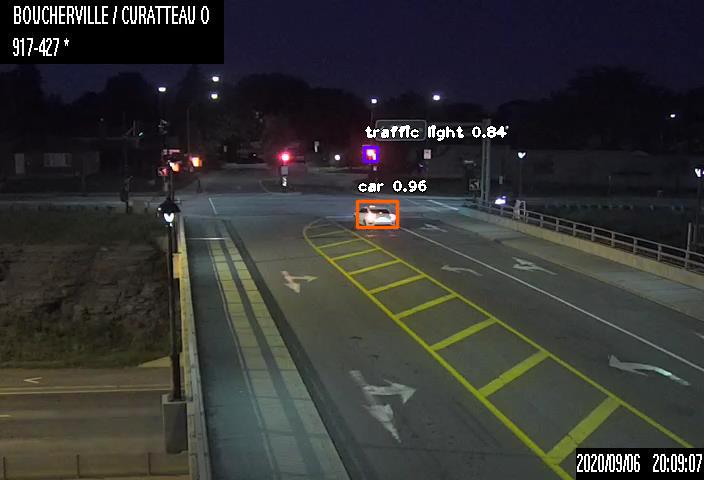 BOUCHERVILLE / CURATTEAU O
917-427 *
traffic light 0.84
car 0.96
2020/09/06 20:09:07